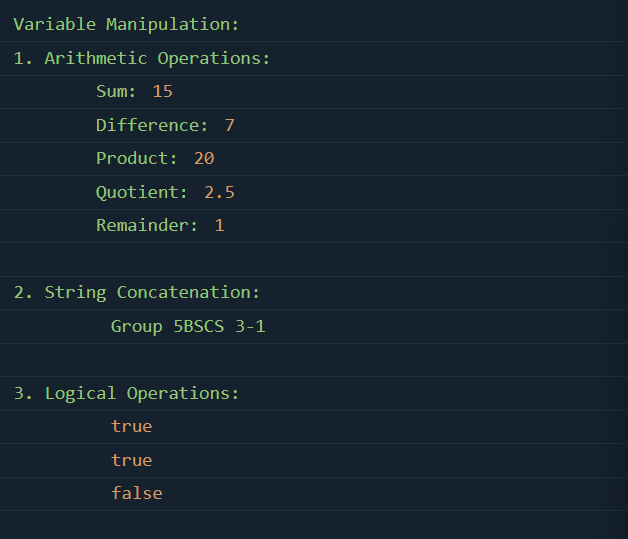 Variable Manipulation:
1. Arithmetic Operations:
Sum: 15
Difference: 7
Product: 20
Quotient: 2.5
Remainder: 1
2. String Concatenation:
Group 5BSCS 3-1
3. Logical Operations:
true
true
false